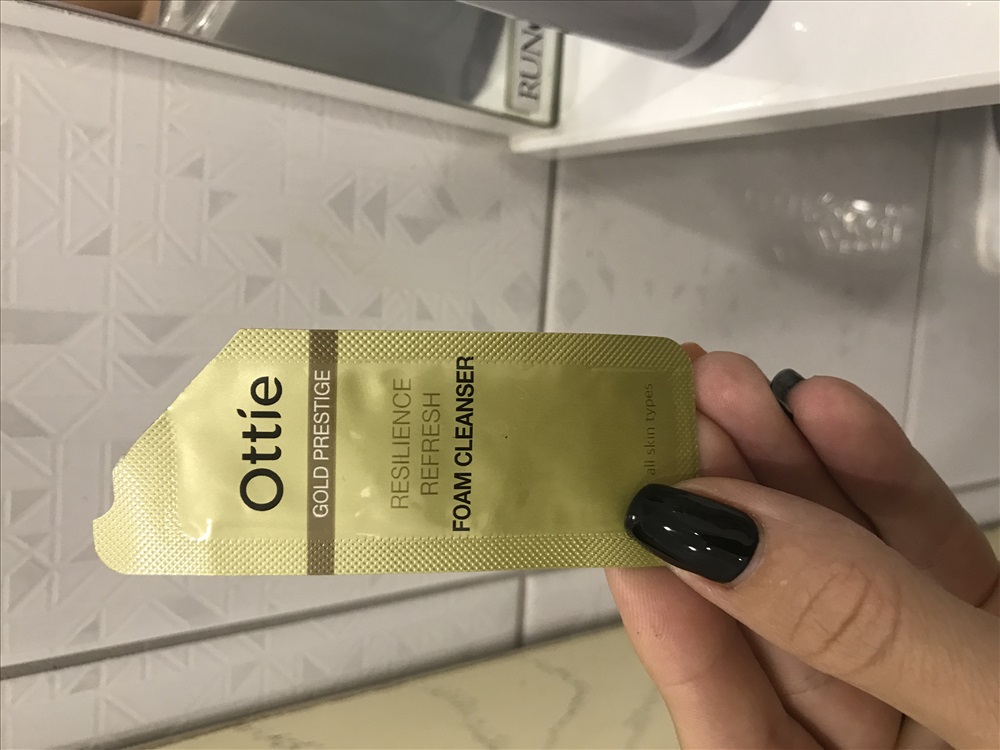 Ottie
GOLD PRESTIGE
RESILIENCE
REFRESH
FOAM CLEANSER
all skin types